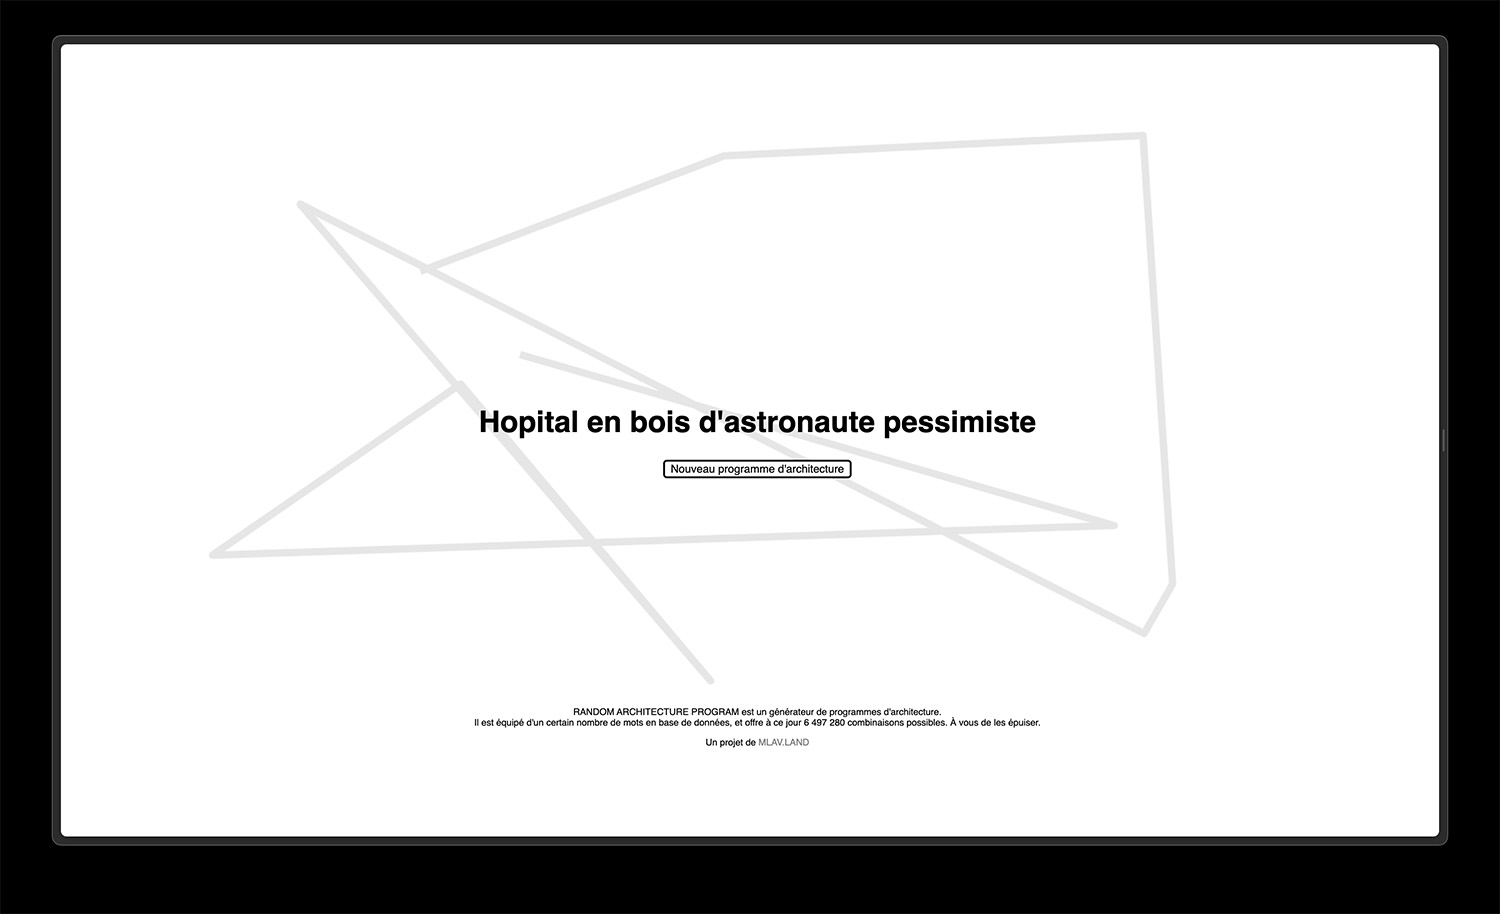 Hopital en bois d'astronaute pessimiste
Nouveau programme d'architecture
RANDOM ARCHITECTURE PROGRAM est un générateur de programmes d'architecture.
Il est équipé d'un certain nombre de mots en base de données, et offre à ce jour 6 497 280 combinaisons possibles. À vous de les épuiser.
Un projet de MLAV.LAND